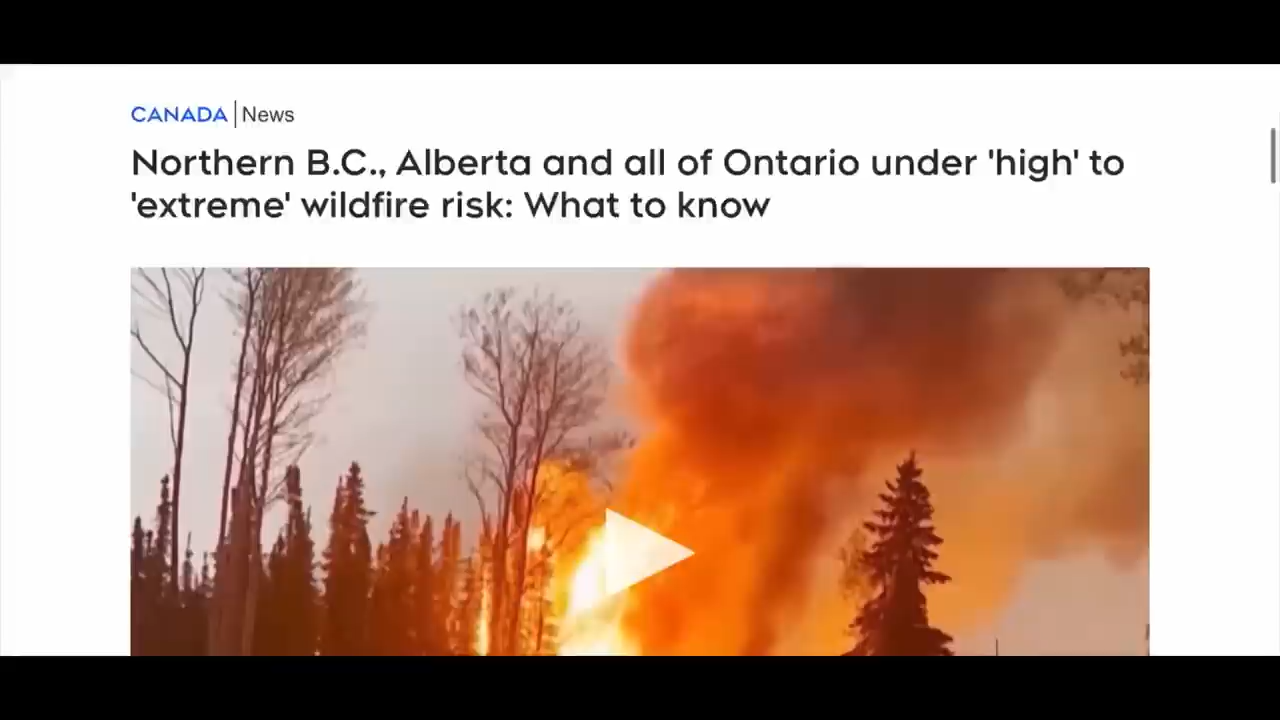 CANADA | News
Northern B.C., Alberta and all of Ontario under 'high' to
'extreme' wildfire risk: What to know